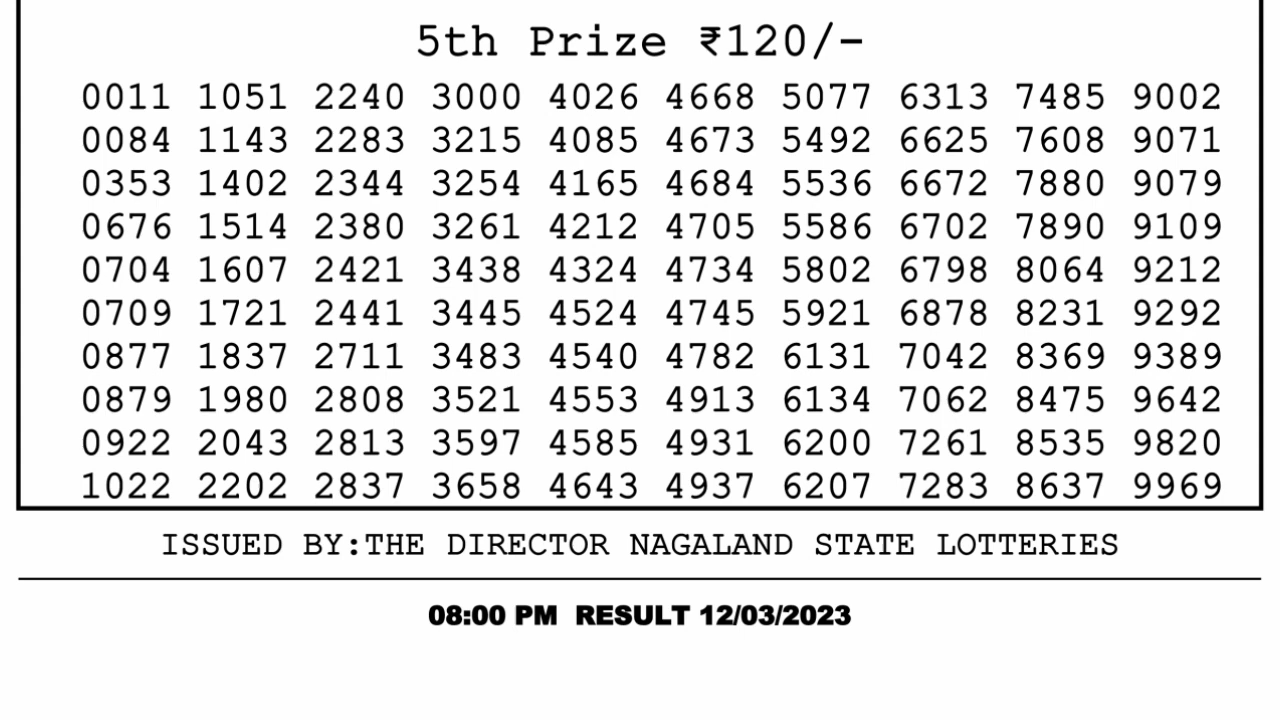 5th Prize ₹120/-
0011 1051 2240 3000 4026 4668 5077 6313 7485 9002
0084 1143 2283 3215 4085 4673 5492 6625 7608 9071
0353 1402 2344 3254 4165 4684 5536 6672 7880 9079
0676 1514 2380 3261 4212 4705 5586 6702 7890 9109
0704 1607 2421 3438 4324 4734 5802 6798 8064 9212
0709 1721 2441 3445 4524 4745 5921 6878 8231 9292
0877 1837 2711 3483 4540 4782 6131 7042 8369 9389
0879 1980 2808 3521 4553 4913 6134 7062 8475 9642
0922 2043 2813 3597 4585 4931 6200 7261 8535 9820
1022 2202 2837 3658 4643 4937 6207 7283 8637 9969
ISSUED BY:THE DIRECTOR NAGALAND STATE LOTTERIES
08:00 PM RESULT 12/03/2023